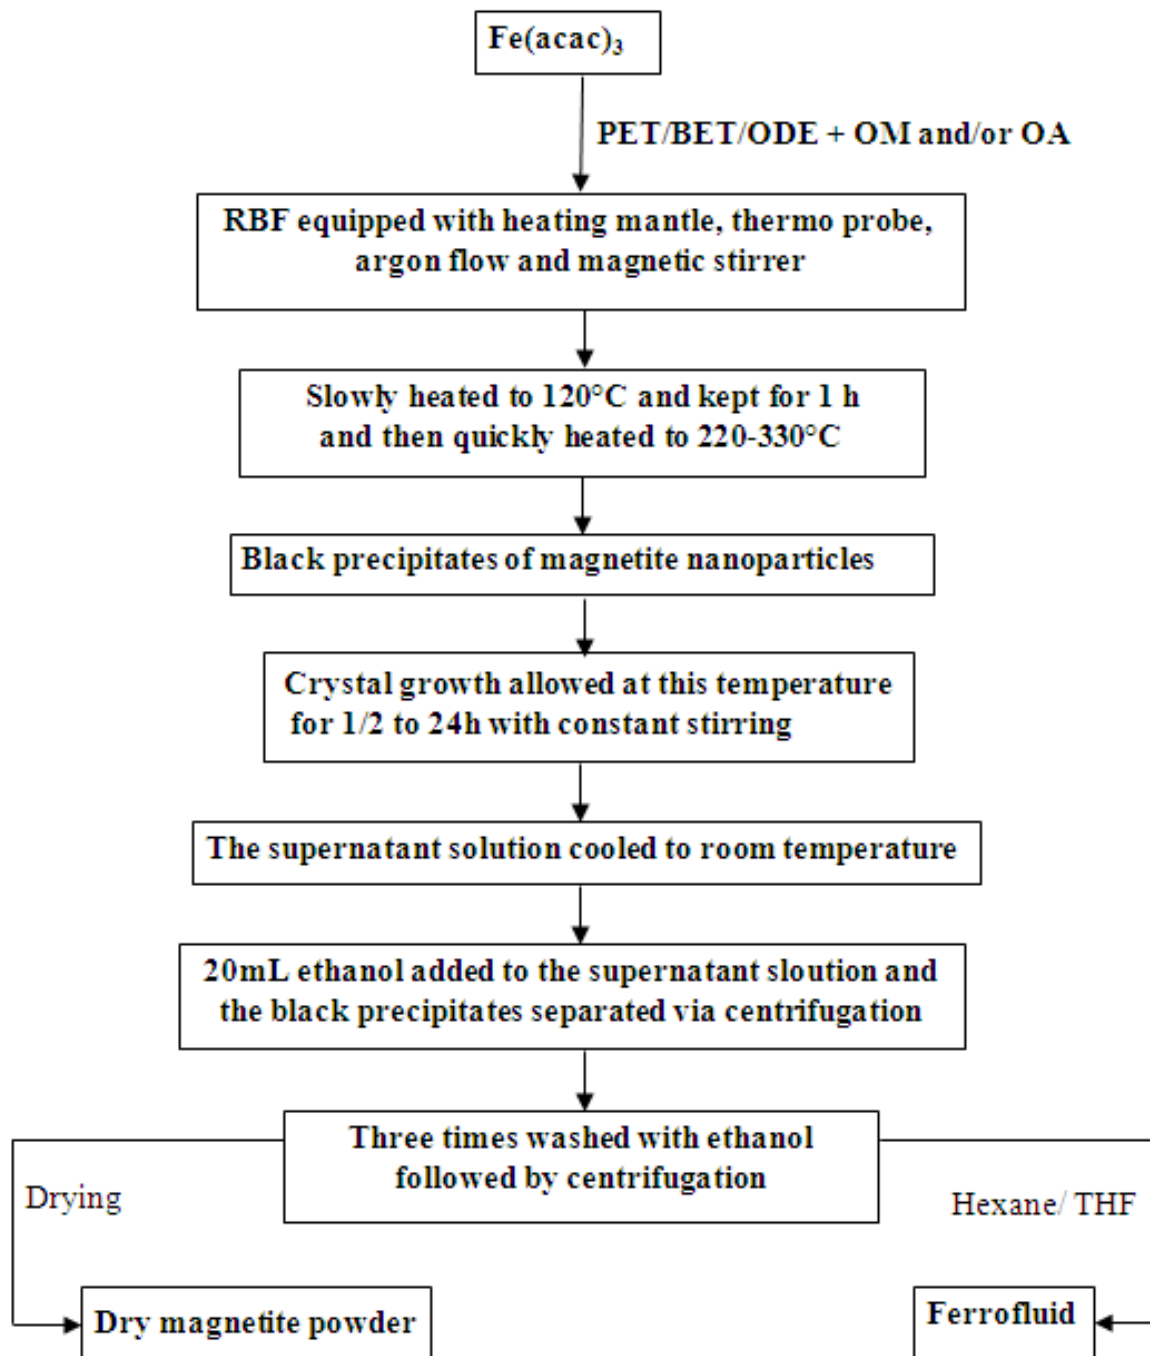 Fe(acac)₃
PET/BET/ODE + OM and/or OA
RBF equipped with heating mantle, thermo probe,
argon flow and magnetic stirrer
Slowly heated to 120°C and kept for 1 h
and then quickly heated to 220-330°C
Black precipitates of magnetite nanoparticles
Crystal growth allowed at this temperature
for 1/2 to 24h with constant stirring
The supernatant solution cooled to room temperature
20mL ethanol added to the supernatant sloution and
the black precipitates separated via centrifugation
Three times washed with ethanol
followed by centrifugation
Drying
Hexane/ THF
Dry magnetite powder
Ferrofluid